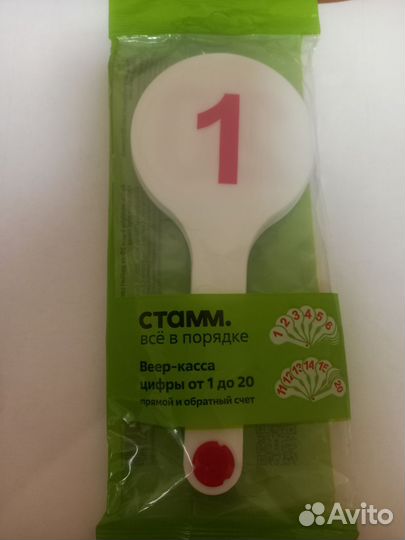 1
стамм.
всё в порядке
Веер-касса
цифры от 1 до 20
прямой и обратный счет
1 2 3 4 5 6
11 12 13 14 15 20
Avito